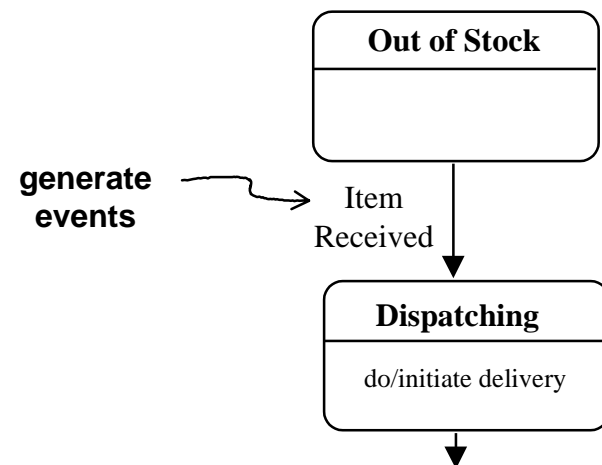 Out of Stock
generate
events
Item
Received
Dispatching
do/initiate delivery